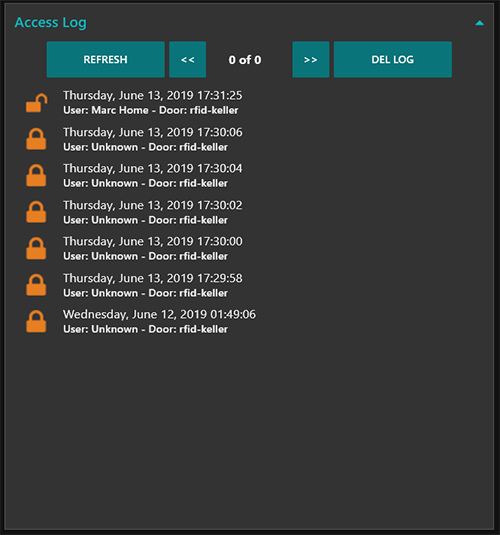 Access Log
REFRESH << 0 of 0 >> DEL LOG
Thursday, June 13, 2019 17:31:25
User: Marc Home - Door: rfid-keller
Thursday, June 13, 2019 17:30:06
User: Unknown - Door: rfid-keller
Thursday, June 13, 2019 17:30:04
User: Unknown - Door: rfid-keller
Thursday, June 13, 2019 17:30:02
User: Unknown - Door: rfid-keller
Thursday, June 13, 2019 17:30:00
User: Unknown - Door: rfid-keller
Thursday, June 13, 2019 17:29:58
User: Unknown - Door: rfid-keller
Wednesday, June 12, 2019 01:49:06
User: Unknown - Door: rfid-keller